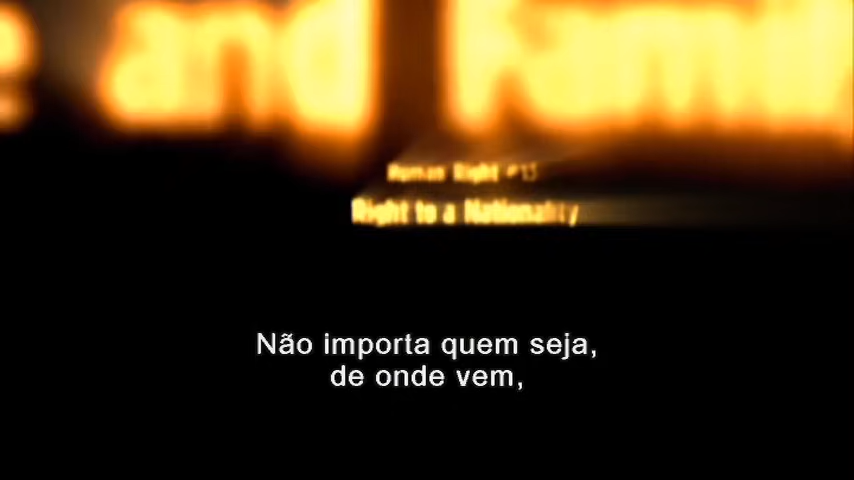 e and Famil
Human Right #15
Right to a Nationality
Não importa quem seja,
de onde vem,